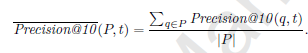 $\overline{Precision@10}(P,t) = \frac{\sum_{q \in P} Precision@10(q,t)}{|P|}.$